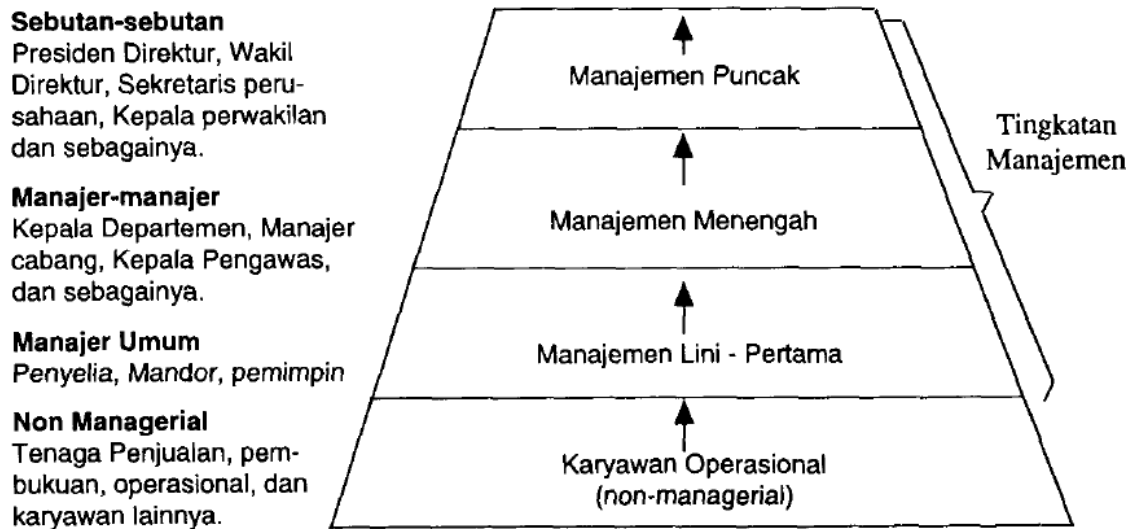 Sebutan-sebutan
Presiden Direktur, Wakil
Direktur, Sekretaris peru-
sahaan, Kepala perwakilan
dan sebagainya.
Manajer-manajer
Kepala Departemen, Manajer
cabang, Kepala Pengawas,
dan sebagainya.
Manajer Umum
Penyelia, Mandor, pemimpin
Non Managerial
Tenaga Penjualan, pem-
bukuan, operasional, dan
karyawan lainnya.
Manajemen Puncak
Manajemen Menengah
Manajemen Lini - Pertama
Karyawan Operasional
(non-managerial)
Tingkatan
Manajemen